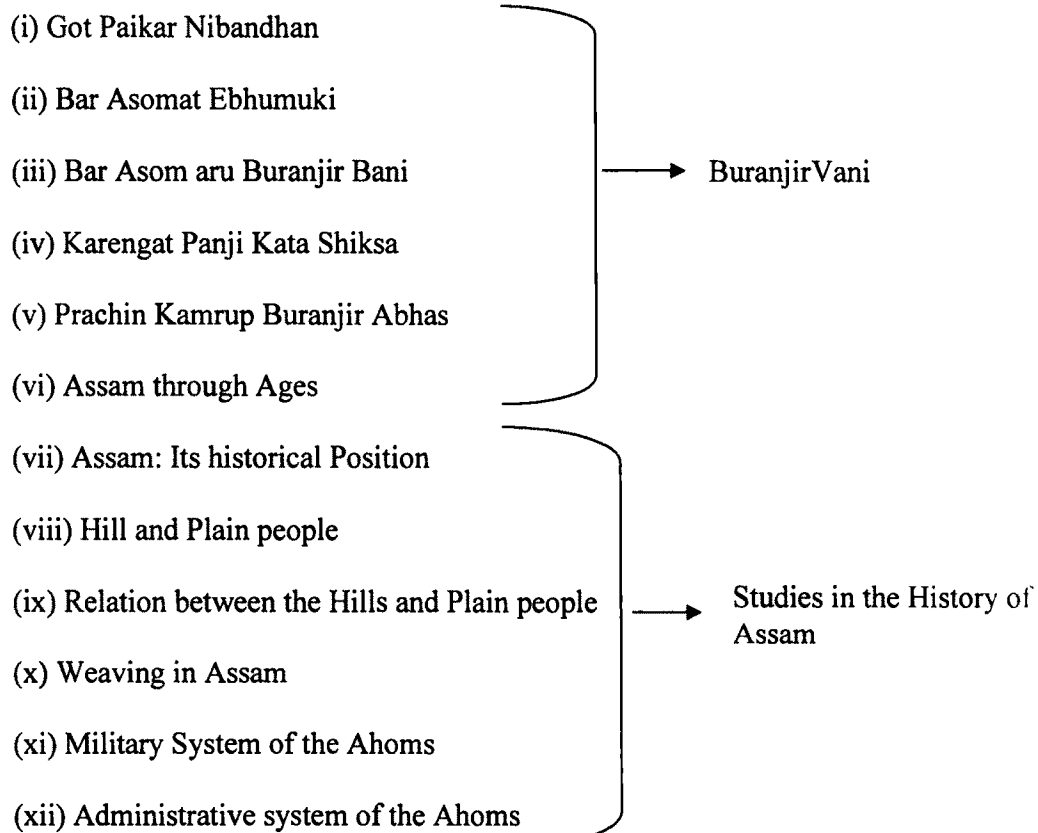 (i) Got Paikar Nibandhan
(ii) Bar Asomat Ebhumuki
(iii) Bar Asom aru Buranjir Bani
BuranjirVani
(iv) Karengat Panji Kata Shiksa
(v) Prachin Kamrup Buranjir Abhas
(vi) Assam through Ages
(vii) Assam: Its historical Position
(viii) Hill and Plain people
(ix) Relation between the Hills and Plain people
Studies in the History of
Assam
(x) Weaving in Assam
(xi) Military System of the Ahoms
(xii) Administrative system of the Ahoms